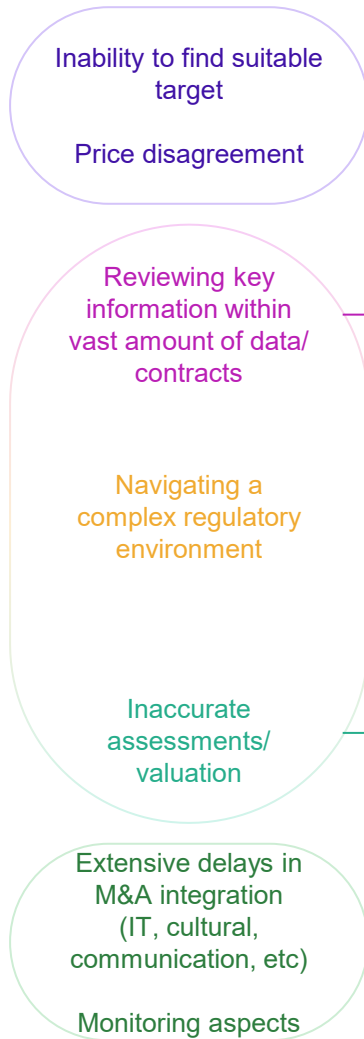 Inability to find suitable
target
Price disagreement
Reviewing key
information within
vast amount of data/
contracts
Navigating a
complex regulatory
environment
Inaccurate
assessments/
valuation
Extensive delays in
M&A integration
(IT, cultural,
communication, etc)
Monitoring aspects